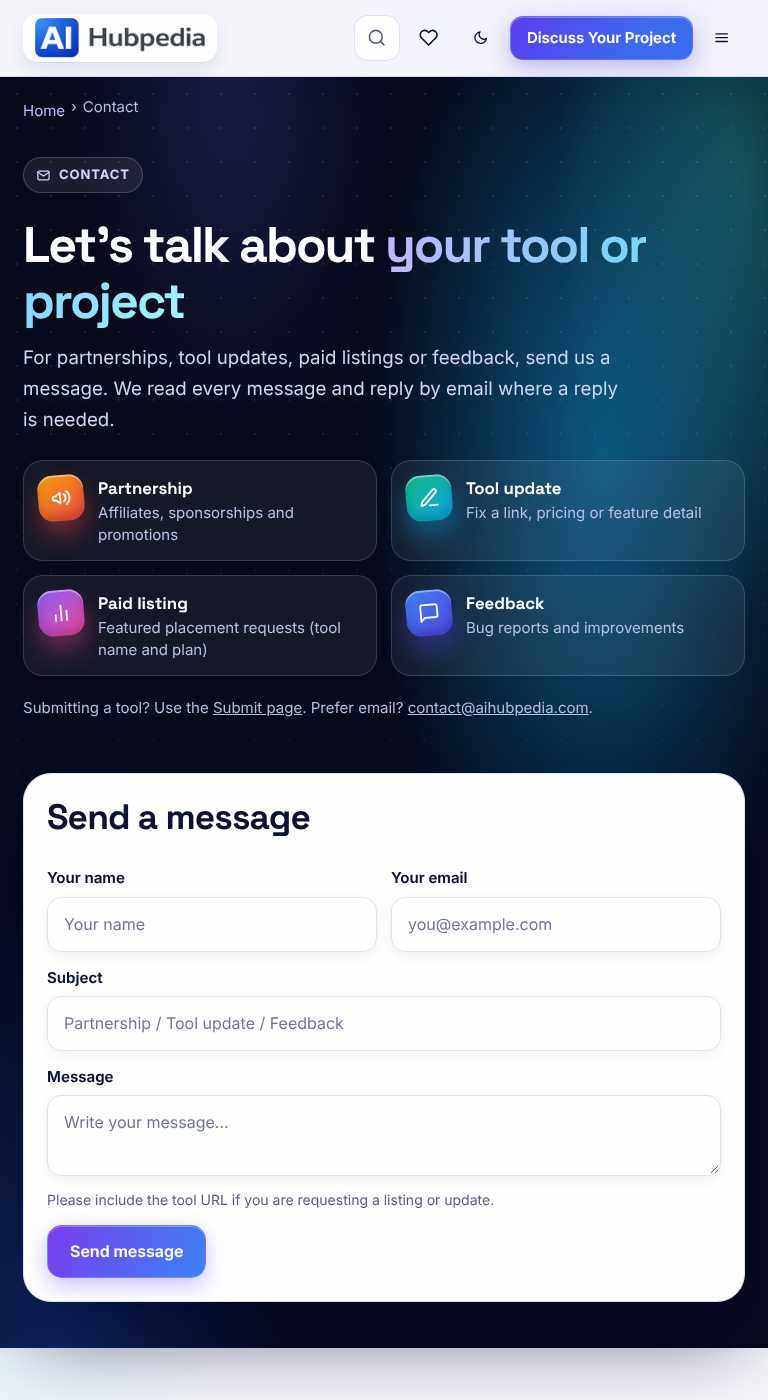 AI Hubpedia
Discuss Your Project
Home › Contact
CONTACT
Let’s talk about your tool or
project
For partnerships, tool updates, paid listings or feedback, send us a
message. We read every message and reply by email where a reply
is needed.
Partnership
Affiliates, sponsorships and
promotions
Tool update
Fix a link, pricing or feature detail
Paid listing
Featured placement requests (tool
name and plan)
Feedback
Bug reports and improvements
Submitting a tool? Use the Submit page. Prefer email? contact@aihubpedia.com.
Send a message
Your name
Your name
Your email
you@example.com
Subject
Partnership / Tool update / Feedback
Message
Write your message...
Please include the tool URL if you are requesting a listing or update.
Send message